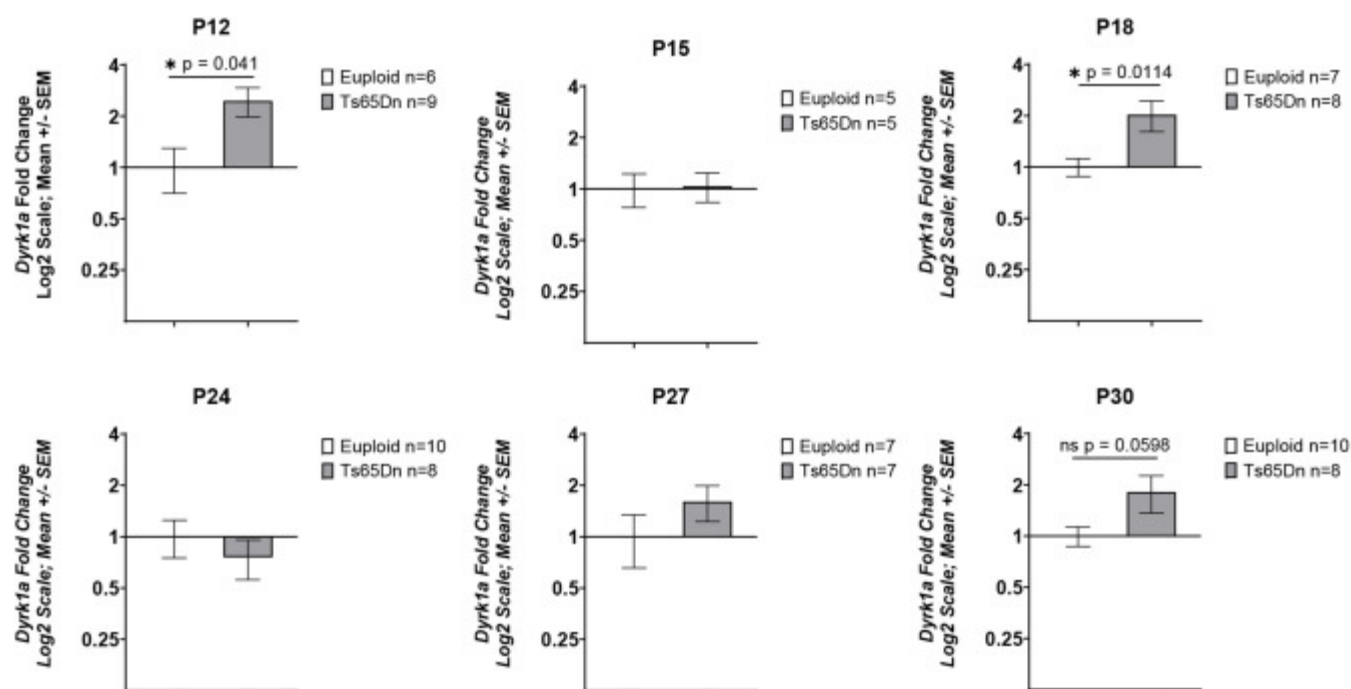 P12
Dyrk1a Fold Change
Log2 Scale; Mean +/- SEM
4
2
1
0.5
0.25
* p = 0.041
Euploid n=6
Ts65Dn n=9
P15
Dyrk1a Fold Change
Log2 Scale; Mean +/- SEM
4
2
1
0.5
0.25
Euploid n=5
Ts65Dn n=5
P18
Dyrk1a Fold Change
Log2 Scale; Mean +/- SEM
4
2
1
0.5
0.25
* p = 0.0114
Euploid n=7
Ts65Dn n=8
P24
Dyrk1a Fold Change
Log2 Scale; Mean +/- SEM
4
2
1
0.5
0.25
Euploid n=10
Ts65Dn n=8
P27
Dyrk1a Fold Change
Log2 Scale; Mean +/- SEM
4
2
1
0.5
0.25
Euploid n=7
Ts65Dn n=7
P30
Dyrk1a Fold Change
Log2 Scale; Mean +/- SEM
4
2
1
0.5
0.25
ns p = 0.0598
Euploid n=10
Ts65Dn n=8